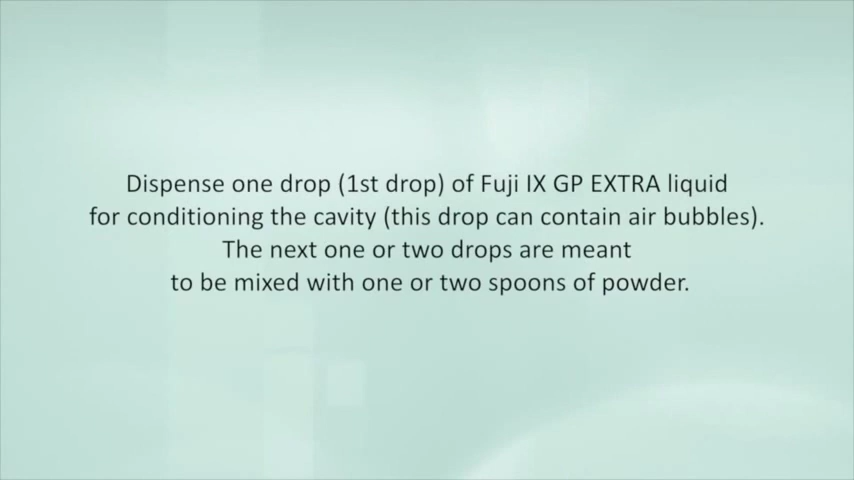 Dispense one drop (1st drop) of Fuji IX GP EXTRA liquid
for conditioning the cavity (this drop can contain air bubbles).
The next one or two drops are meant
to be mixed with one or two spoons of powder.